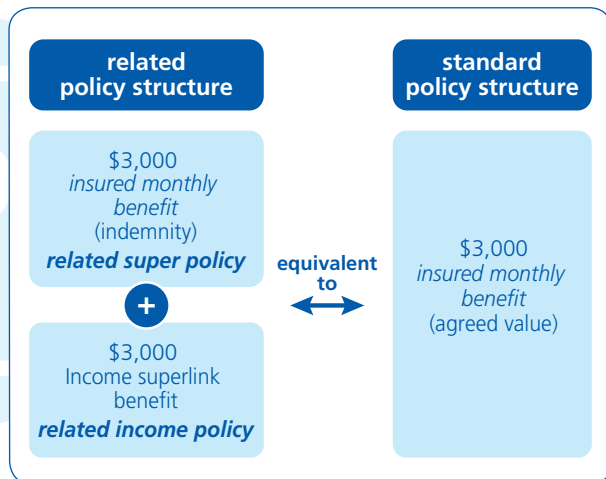 related
policy structure
$3,000
insured monthly
benefit
(indemnity)
related super policy
+
$3,000
Income superlink
benefit
related income policy
equivalent
to
standard
policy structure
$3,000
insured monthly
benefit
(agreed value)